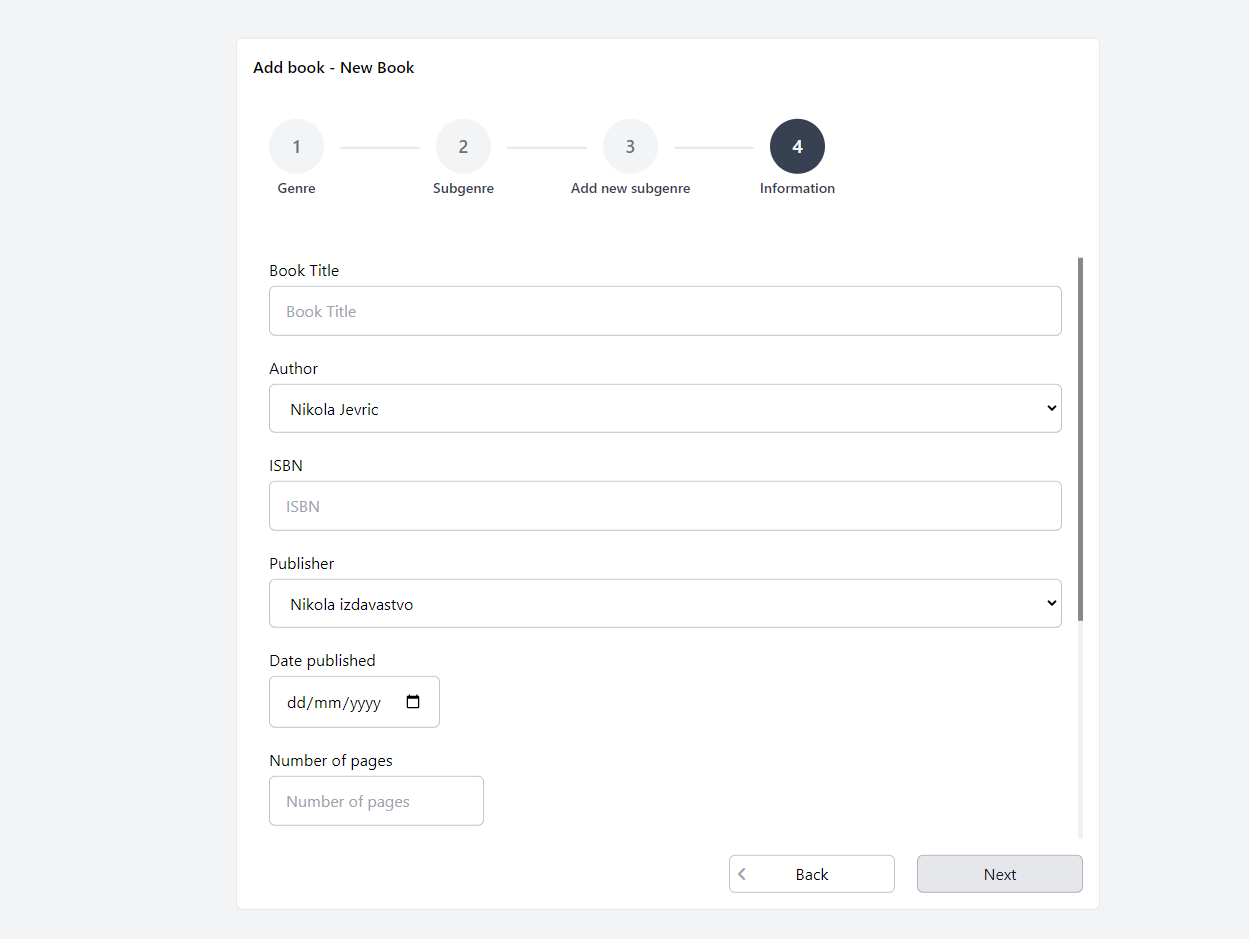 Add book - New Book
1 2 3 4
Genre Subgenre Add new subgenre Information
Book Title
Book Title
Author
Nikola Jevric
ISBN
ISBN
Publisher
Nikola izdavastvo
Date published
dd/mm/yyyy
Number of pages
Number of pages
Back Next